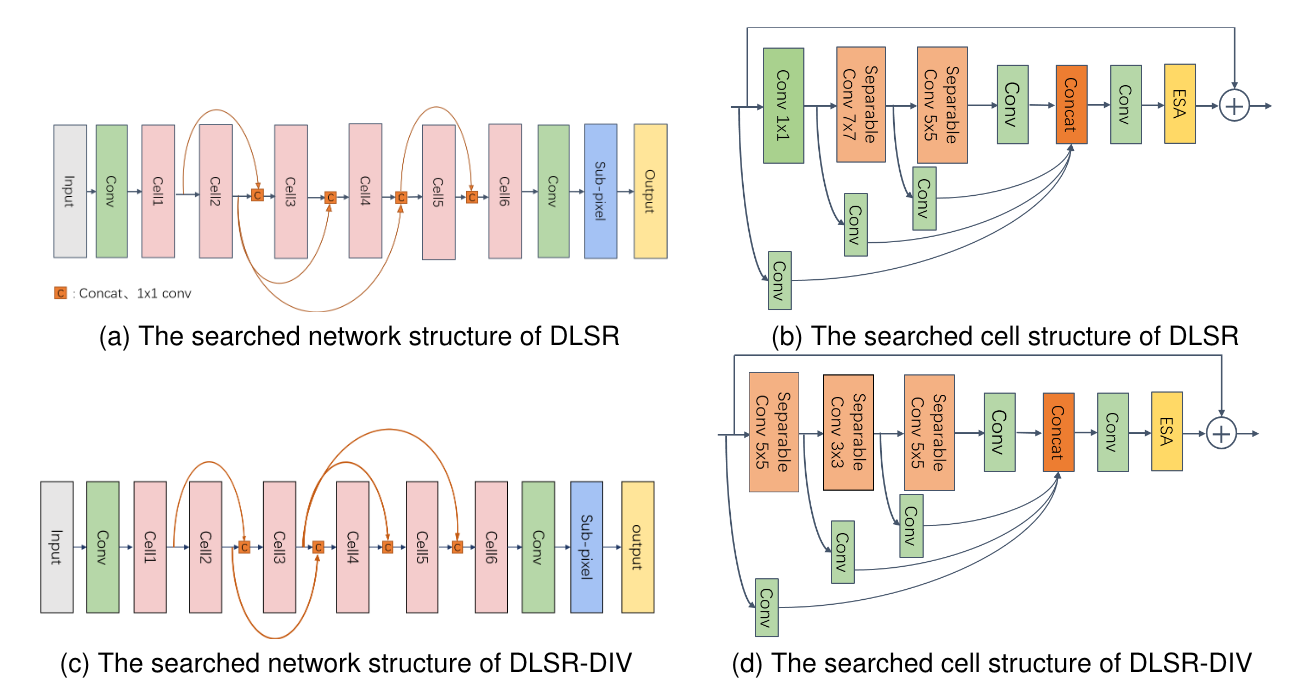 Input
Conv
Cell1
Cell2
C
Cell3
C
Cell4
C
Cell5
C
Cell6
Conv
Sub-pixel
Output
C : Concat、1x1 conv
(a) The searched network structure of DLSR
Conv 1x1
Separable
Conv 7x7
Separable
Conv 5x5
Conv
Concat
Conv
ESA
Conv
Conv
Conv
(b) The searched cell structure of DLSR
Input
Conv
Cell1
Cell2
C
Cell3
C
Cell4
C
Cell5
C
Cell6
Conv
Sub-pixel
output
(c) The searched network structure of DLSR-DIV
Separable
Conv 5x5
Separable
Conv 3x3
Separable
Conv 5x5
Conv
Concat
Conv
ESA
Conv
Conv
Conv
(d) The searched cell structure of DLSR-DIV